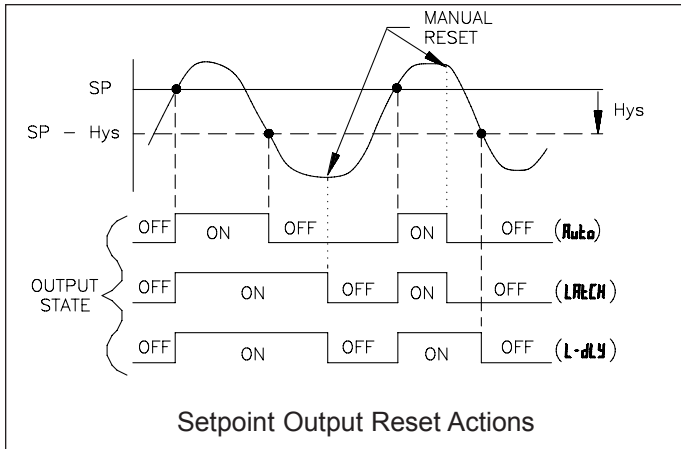 MANUAL
RESET
SP
Hys
SP - Hys
OFF ON OFF ON OFF (Auto)
OUTPUT
STATE
OFF ON OFF ON OFF (LAtCH)
OFF ON OFF ON OFF (L-dLY)
Setpoint Output Reset Actions